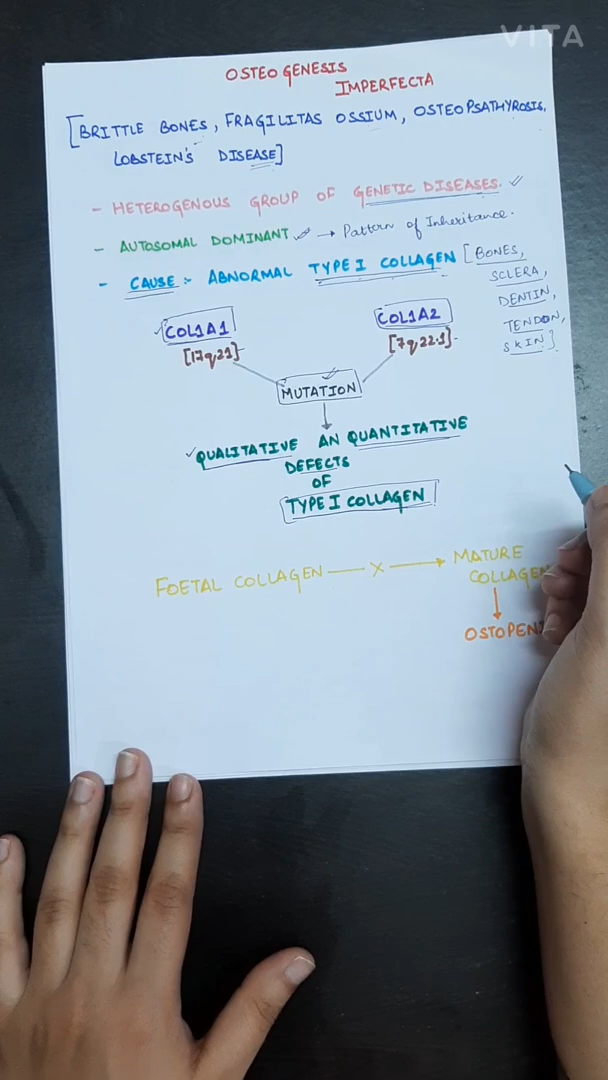 VITA
OSTEOGENESIS
IMPERFECTA
[BRITTLE BONES, FRAGILITAS OSSIUM, OSTEOPSATHYROSIS,
LOBSTEIN'S DISEASE]
- HETEROGENOUS GROUP OF GENETIC DISEASES. ✓
- AUTOSOMAL DOMINANT ✓ → Pattern of Inheritance.
- CAUSE :- ABNORMAL TYPE I COLLAGEN [BONES,
SCLERA,
DENTIN,
TENDON,
SKIN]
COL1A1 COL1A2
[17q21] [7q22.1]
MUTATION
✓QUALITATIVE AN QUANTITATIVE
DEFECTS
OF
TYPE I COLLAGEN
FOETAL COLLAGEN — X → MATURE
COLLAGEN
OSTOPENI